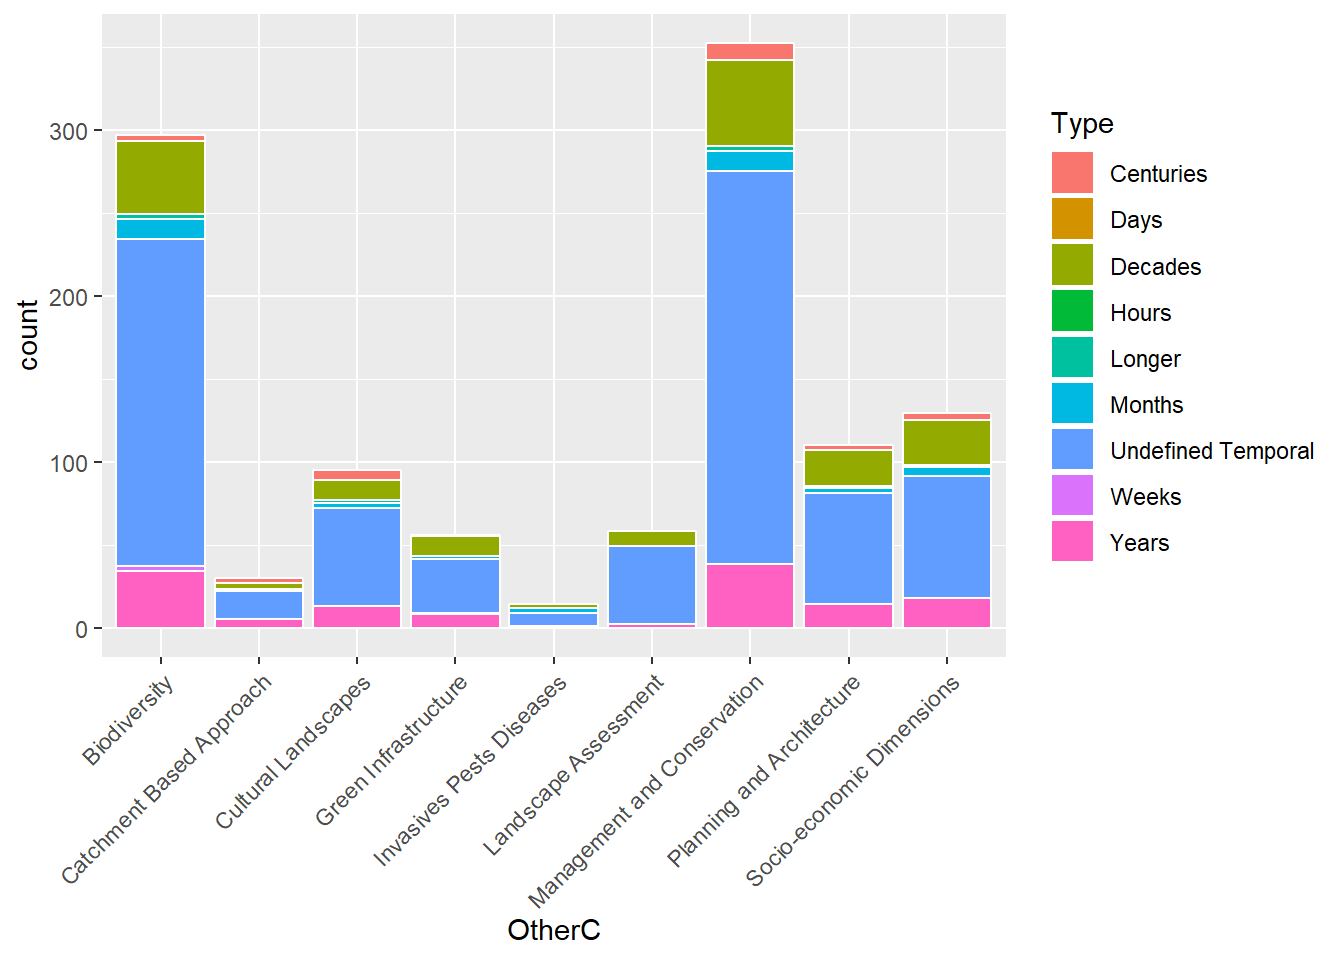 300
200
100
0
count
Biodiversity
Catchment Based Approach
Cultural Landscapes
Green Infrastructure
Invasives Pests Diseases
Landscape Assessment
Management and Conservation
Planning and Architecture
Socio-economic Dimensions
OtherC
Type
Centuries
Days
Decades
Hours
Longer
Months
Undefined Temporal
Weeks
Years